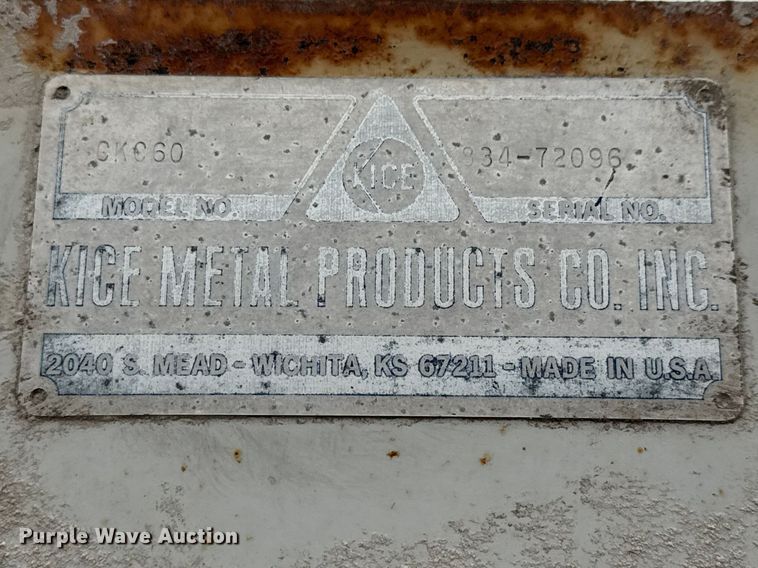 CKC60
834-72096
KICE
MODEL NO.
SERIAL NO.
KICE METAL PRODUCTS CO. INC.
2040 S. MEAD - WICHITA, KS 67211 - MADE IN U.S.A.
Purple Wave Auction